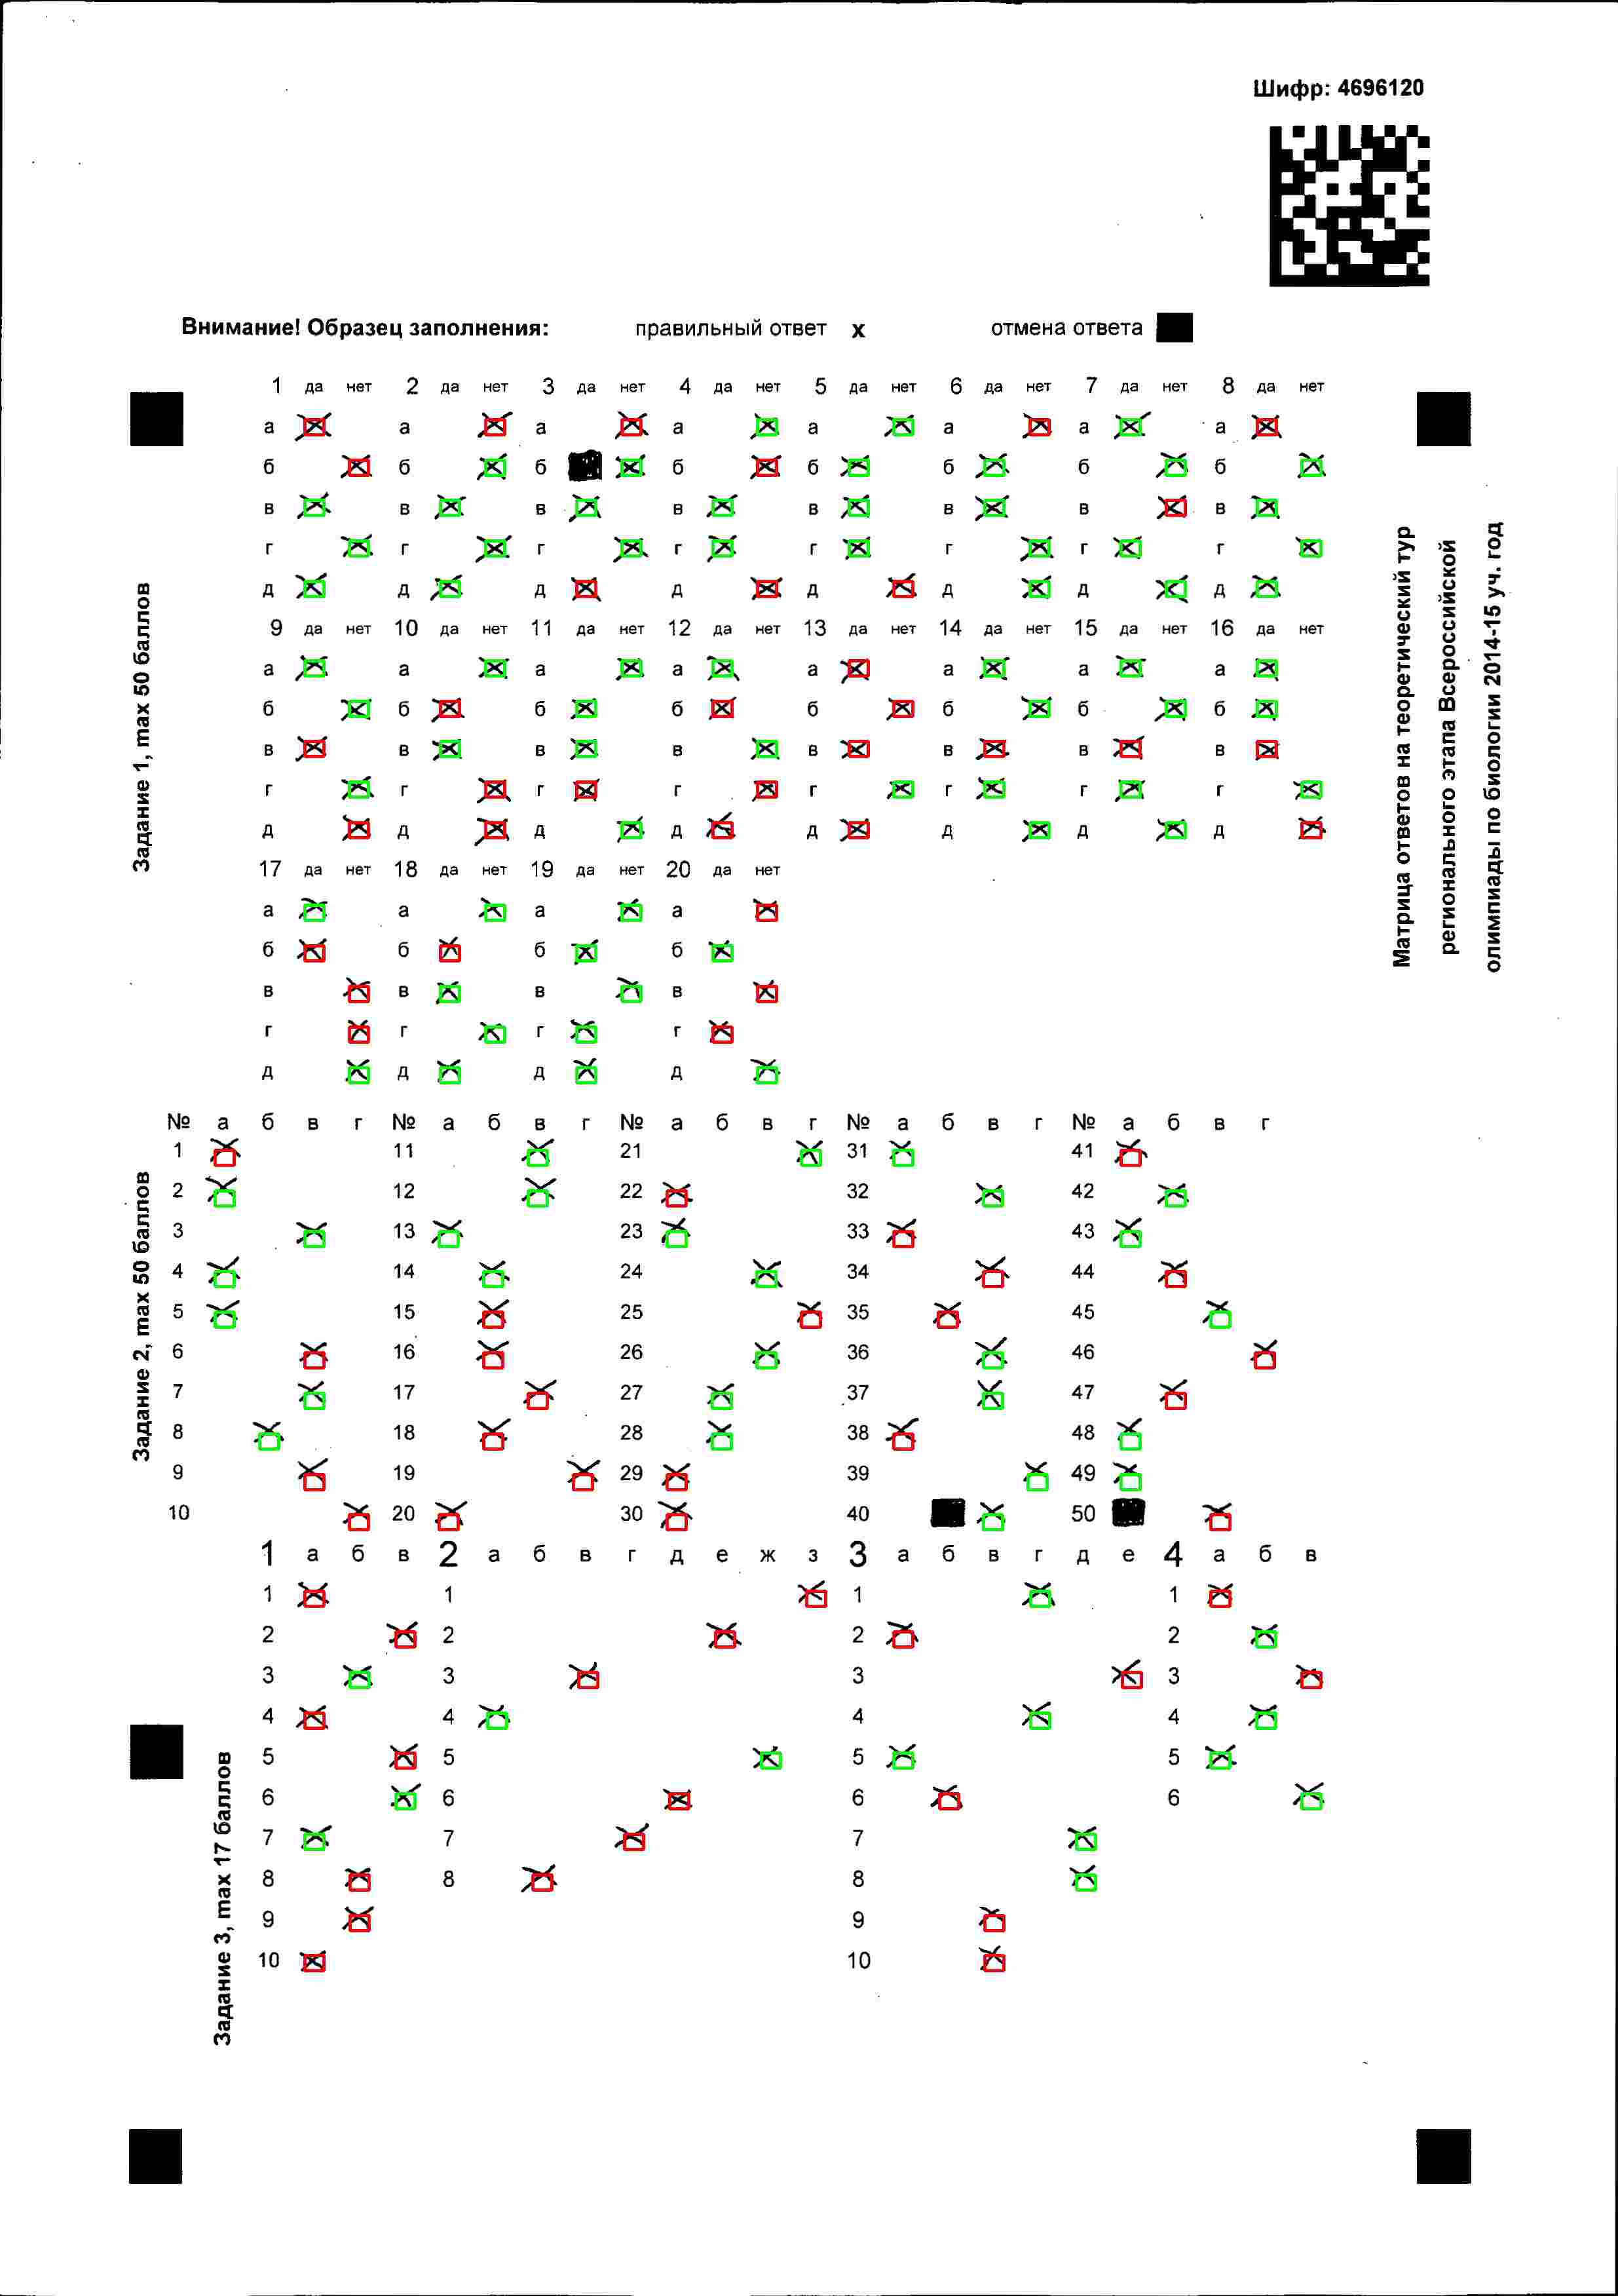 Шифр: 4696120
Внимание! Образец заполнения: правильный ответ x отмена ответа
1 да нет 2 да нет 3 да нет 4 да нет 5 да нет 6 да нет 7 да нет 8 да нет
а а а а а а а а
б б б б б б б б
в в в в в в в в
г г г г г г г г
д д д д д д д д
9 да нет 10 да нет 11 да нет 12 да нет 13 да нет 14 да нет 15 да нет 16 да нет
а а а а а а а а
б б б б б б б б
в в в в в в в в
г г г г г г г г
д д д д д д д д
17 да нет 18 да нет 19 да нет 20 да нет
а а а а
б б б б
в в в в
г г г г
д д д д
Задание 1, max 50 баллов
Матрица ответов на теоретический тур
регионального этапа Всероссийской
олимпиады по биологии 2014-15 уч. год
№ а б в г № а б в г № а б в г № а б в г № а б в г
1 11 21 31 41
2 12 22 32 42
3 13 23 33 43
4 14 24 34 44
5 15 25 35 45
6 16 26 36 46
7 17 27 37 47
8 18 28 38 48
9 19 29 39 49
10 20 30 40 50
Задание 2, max 50 баллов
1 а б в 2 а б в г д е ж з 3 а б в г д е 4 а б в
1 1 1 1
2 2 2 2
3 3 3 3
4 4 4 4
5 5 5 5
6 6 6 6
7 7 7
8 8 8
9 9
10 10
Задание 3, max 17 баллов